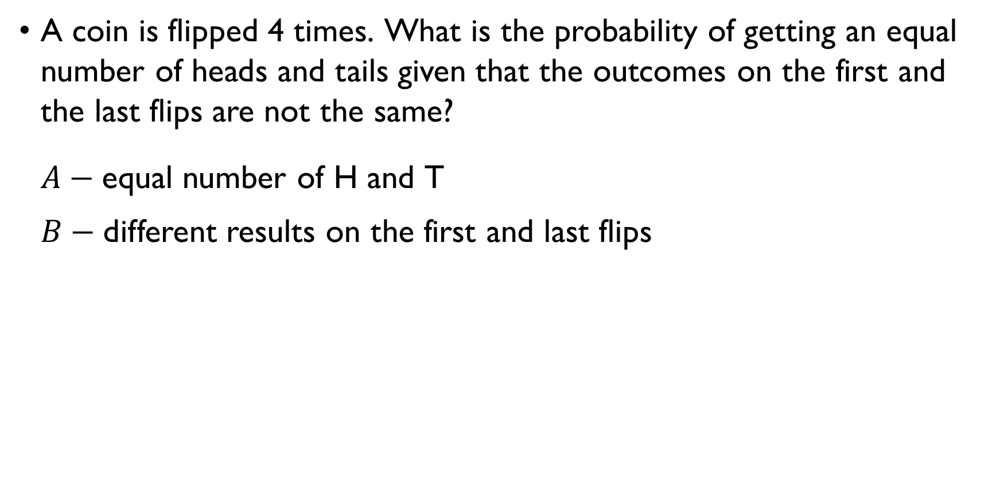 • A coin is flipped 4 times. What is the probability of getting an equal
number of heads and tails given that the outcomes on the first and
the last flips are not the same?
A − equal number of H and T
B − different results on the first and last flips